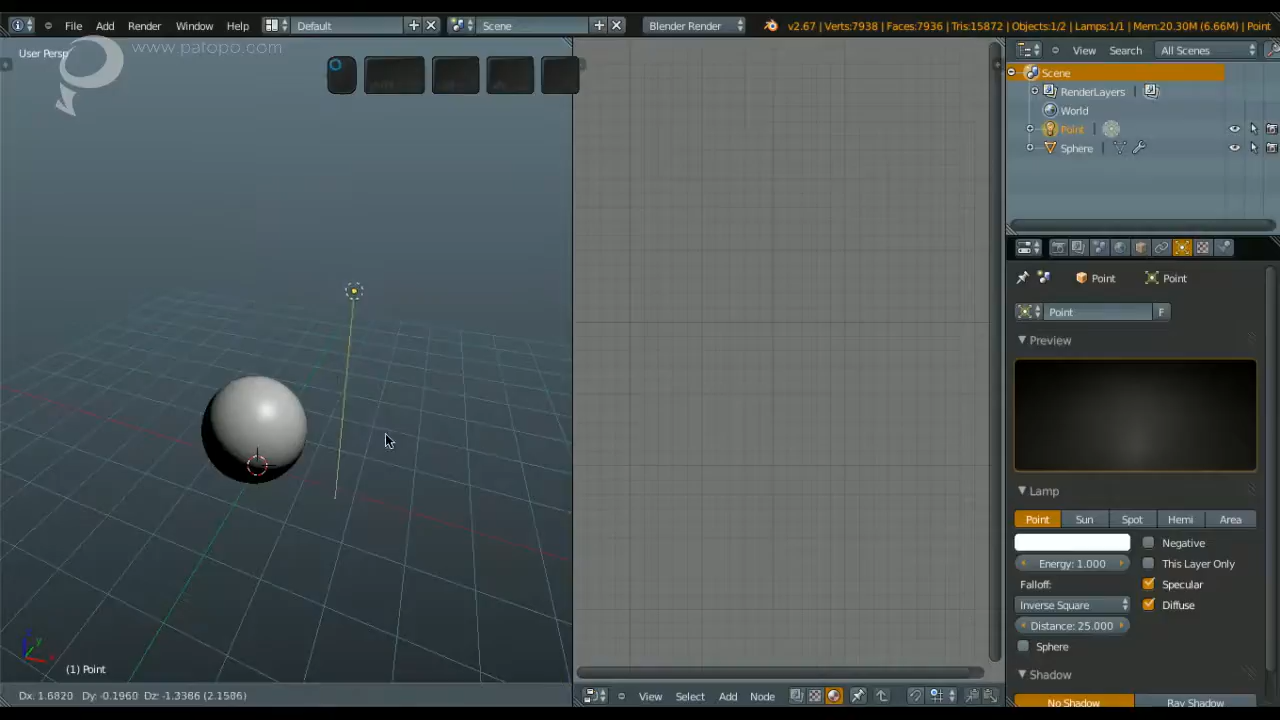 File Add Render Window Help Default Scene Blender Render v2.67 | Verts:7938 | Faces:7936 | Tris:15872 | Objects:1/2 | Lamps:1/1 | Mem:20.30M (6.66M) | Point
www.patopo.com
User Persp
View Search All Scenes
Scene
RenderLayers |
World
Point |
Sphere |
Point Point
Point F
Preview
Lamp
Point Sun Spot Hemi Area
Negative
Energy: 1.000 This Layer Only
Falloff: Specular
Inverse Square Diffuse
Distance: 25.000
Sphere
Shadow
No Shadow Ray Shadow
(1) Point
Dx: 1.6820 Dy: -0.1960 Dz: -1.3386 (2.1586)
View Select Add Node